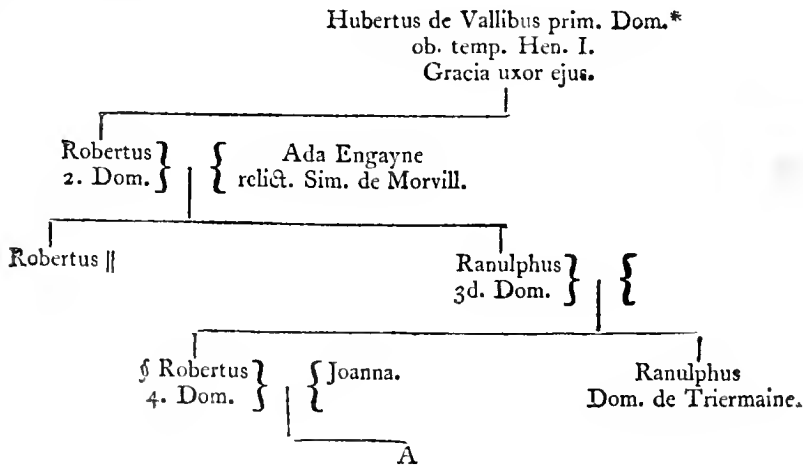 Hubertus de Vallibus prim. Dom.*
ob. temp. Hen. I.
Gracia uxor ejus.
Robertus } { Ada Engayne
2. Dom. } { relict. Sim. de Morvill.
Robertus ||
Ranulphus } {
3d. Dom. } {
§ Robertus } { Joanna.
4. Dom. } {
Ranulphus
Dom. de Triermaine.
A